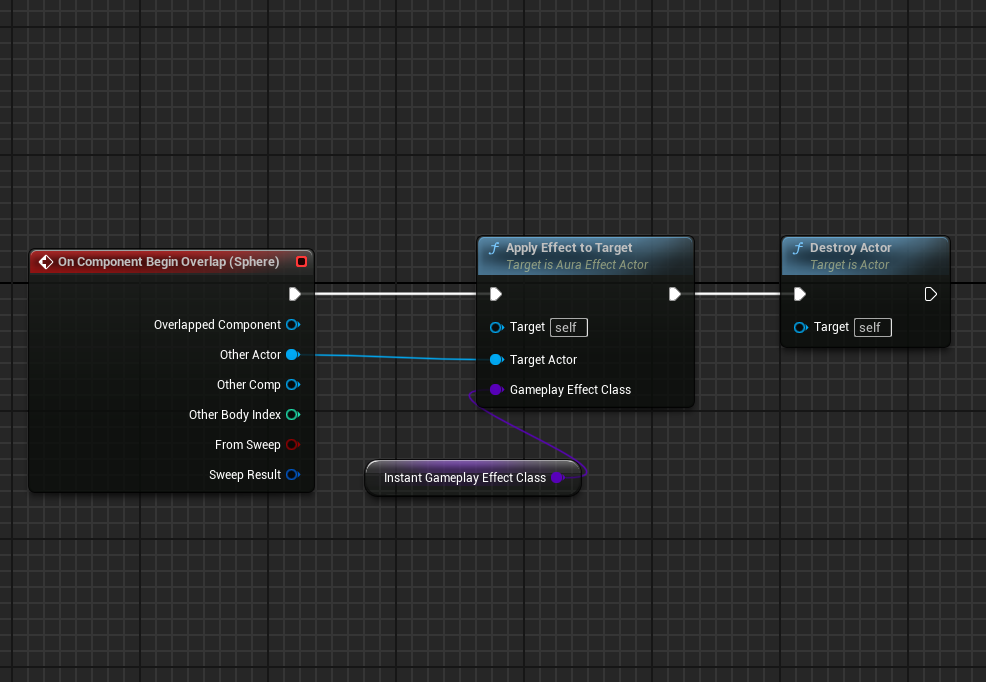 On Component Begin Overlap (Sphere)
Overlapped Component
Other Actor
Other Comp
Other Body Index
From Sweep
Sweep Result
Apply Effect to Target
Target is Aura Effect Actor
Target self
Target Actor
Gameplay Effect Class
Instant Gameplay Effect Class
Destroy Actor
Target is Actor
Target self